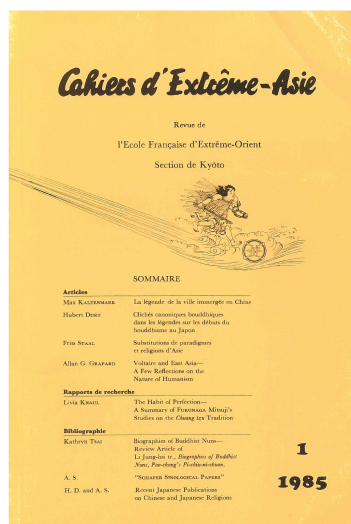 Cahiers d'Extrême-Asie
Revue de
l'Ecole Française d'Extrême-Orient
Section de Kyōto
SOMMAIRE
Articles
Max KALTENMARK La légende de la ville immergée en Chine
Hubert DURT Clichés canoniques bouddhiques
dans les légendes sur les débuts du
bouddhisme au Japon
Frits STAAL Substitutions de paradigmes
et religions d'Asie
Allan G. GRAPARD Voltaire and East Asia—
A Few Reflections on the
Nature of Humanism
Rapports de recherche
Livia KNAUL The Habit of Perfection—
A Summary of FUKUNAGA Mitsuji's
Studies on the Chuang tzu Tradition
Bibliographie
Kathryn TSAI Biographies of Buddhist Nuns—
Review Article of
LI Jung-hsi tr., Biographies of Buddhist
Nuns, Pao-chang's Pi-chiu-ni-chuan.
A. S. "SCHAFER SINOLOGICAL PAPERS"
H. D. and A. S. Recent Japanese Publications
on Chinese and Japanese Religions
1
1985